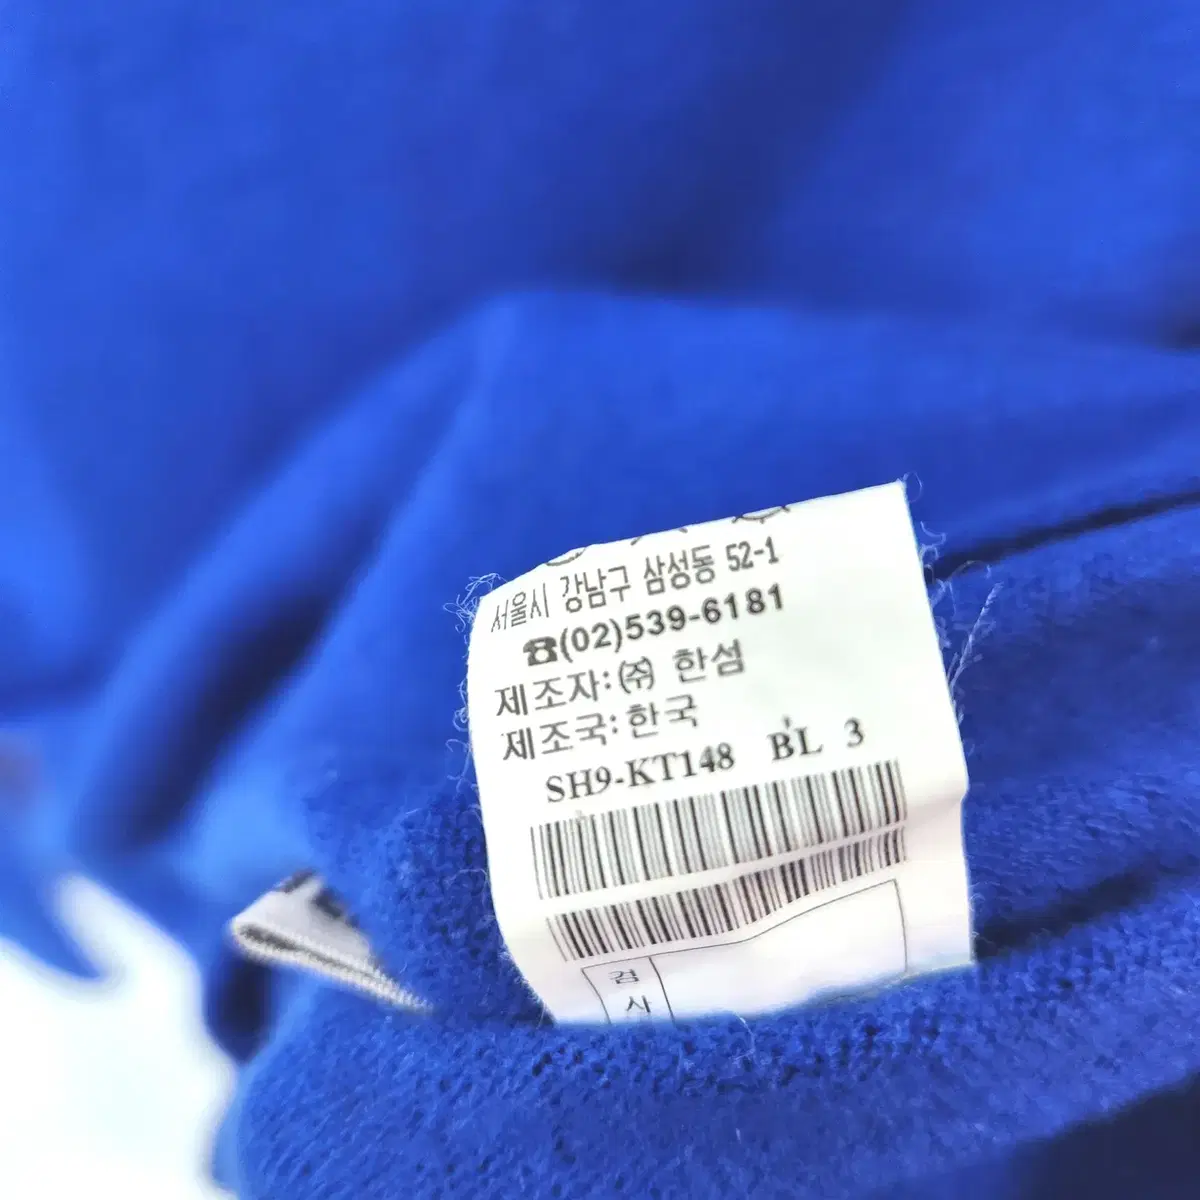 서울시 강남구 삼성동 52-1
☎(02)539-6181
제조자:㈜ 한섬
제조국:한국
SH9-KT148 BL 3
검
사